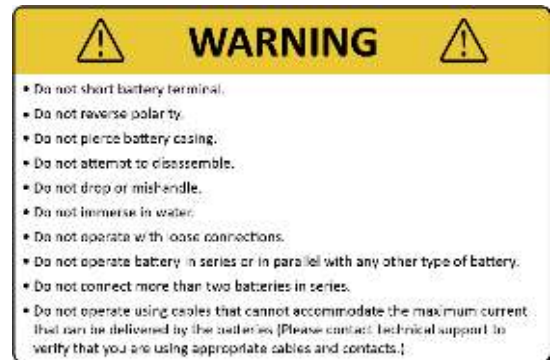 WARNING
• Do not short battery terminal.
• Do not reverse polarity.
• Do not pierce battery casing.
• Do not attempt to disassemble.
• Do not drop or mishandle.
• Do not immerse in water.
• Do not operate with loose connections.
• Do not operate battery in series or in parallel with any other type of battery.
• Do not connect more than two batteries in series.
• Do not operate using cables that cannot accommodate the maximum current
that can be delivered by the batteries (Please contact technical support to
verify that you are using appropriate cables and contacts.)